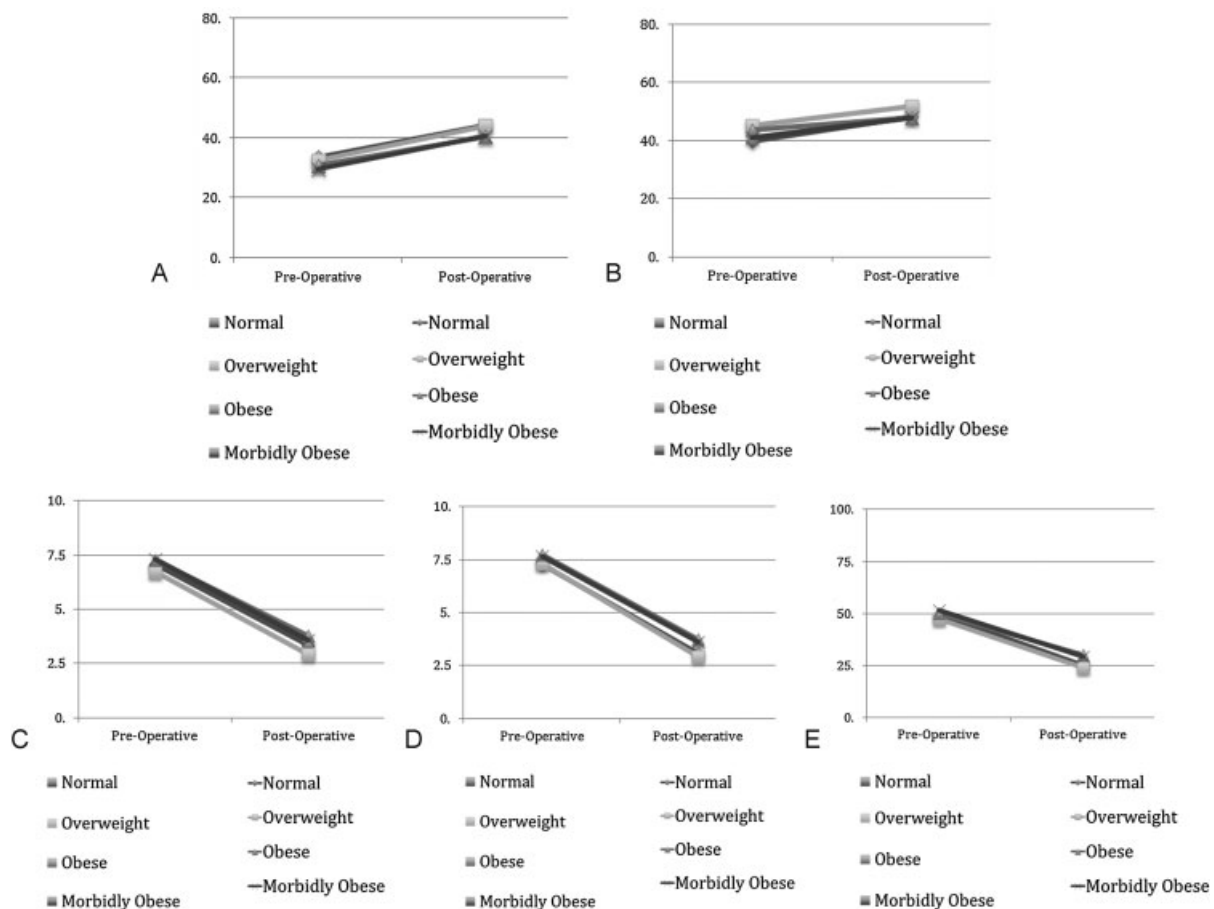 80.
60.
40.
20.
0.
Pre-Operative Post-Operative
A
Normal Normal
Overweight Overweight
Obese Obese
Morbidly Obese Morbidly Obese
80.
60.
40.
20.
0.
Pre-Operative Post-Operative
B
Normal Normal
Overweight Overweight
Obese Obese
Morbidly Obese Morbidly Obese
10.
7.5
5.
2.5
0.
Pre-Operative Post-Operative
C
Normal Normal
Overweight Overweight
Obese Obese
Morbidly Obese Morbidly Obese
10.
7.5
5.
2.5
0.
Pre-Operative Post-Operative
D
Normal Normal
Overweight Overweight
Obese Obese
Morbidly Obese Morbidly Obese
100.
75.
50.
25.
0.
Pre-Operative Post-Operative
E
Normal Normal
Overweight Overweight
Obese Obese
Morbidly Obese Morbidly Obese